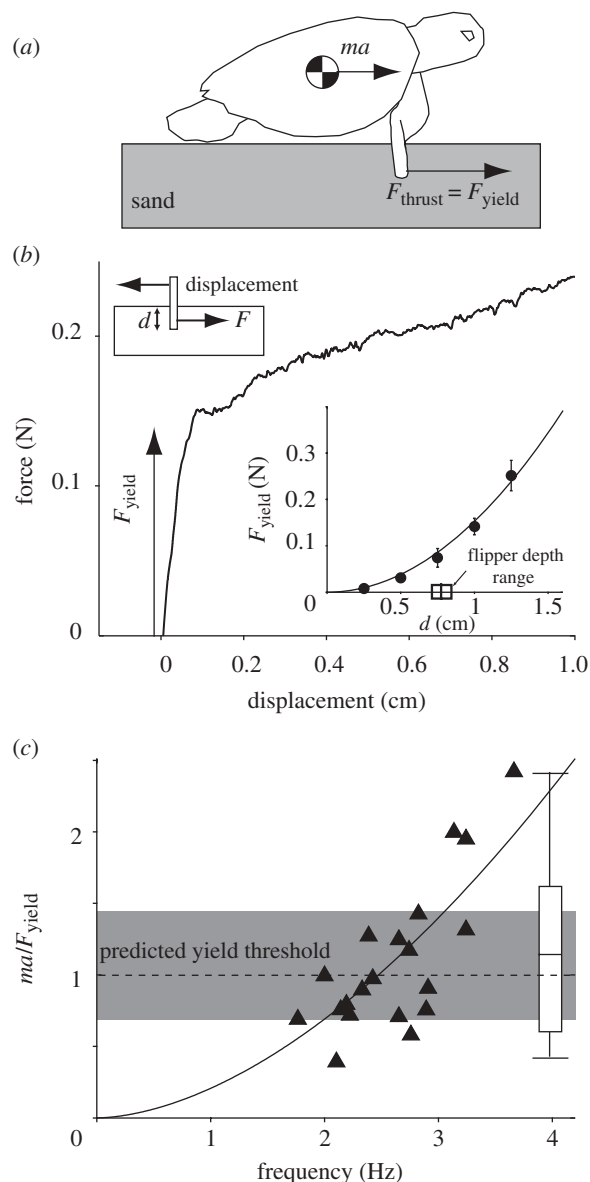 (a)
ma
sand
F_thrust = F_yield
(b)
displacement
d
F
0.2
0.1
0
force (N)
F_yield
0 0.2 0.4 0.6 0.8 1.0
displacement (cm)
F_yield (N)
0.3
0.2
0.1
0
flipper depth
range
0.5 1 1.5
d (cm)
(c)
2
1
0
ma/F_yield
predicted yield threshold
1 2 3 4
frequency (Hz)